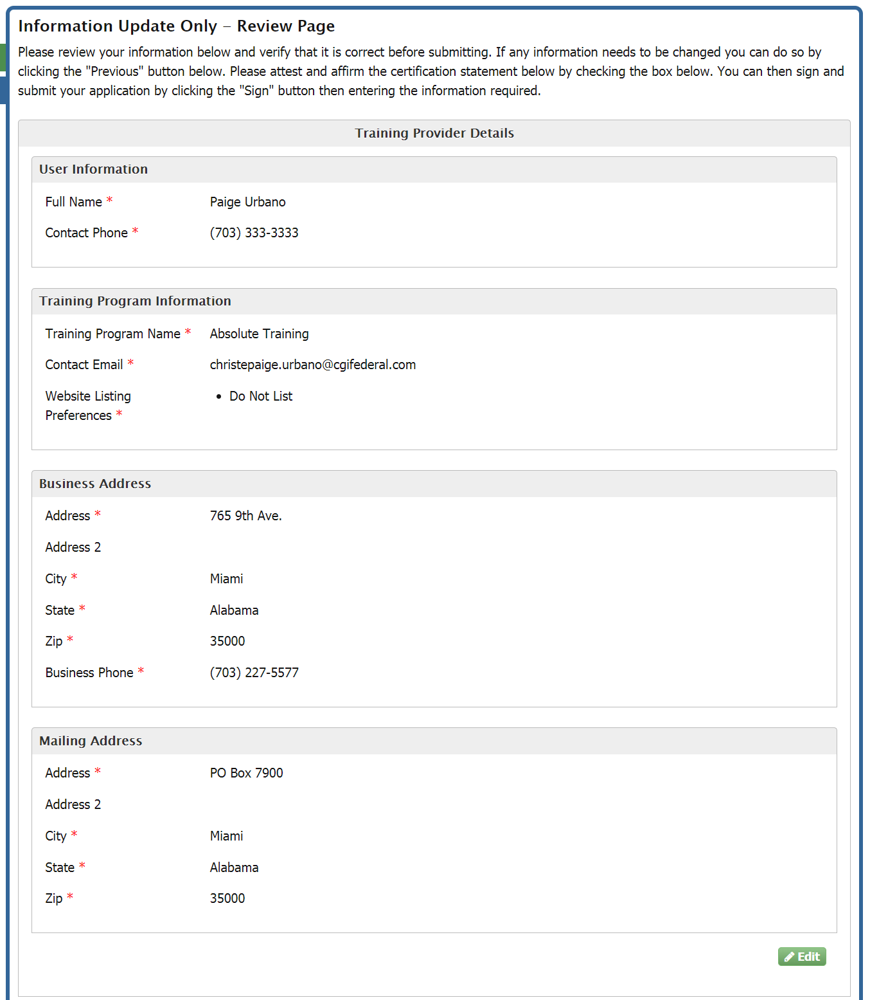 Information Update Only – Review Page
Please review your information below and verify that it is correct before submitting. If any information needs to be changed you can do so by
clicking the "Previous" button below. Please attest and affirm the certification statement below by checking the box below. You can then sign and
submit your application by clicking the "Sign" button then entering the information required.
Training Provider Details
User Information
Full Name * Paige Urbano
Contact Phone * (703) 333-3333
Training Program Information
Training Program Name * Absolute Training
Contact Email * christepaige.urbano@cgifederal.com
Website Listing • Do Not List
Preferences *
Business Address
Address * 765 9th Ave.
Address 2
City * Miami
State * Alabama
Zip * 35000
Business Phone * (703) 227-5577
Mailing Address
Address * PO Box 7900
Address 2
City * Miami
State * Alabama
Zip * 35000
Edit